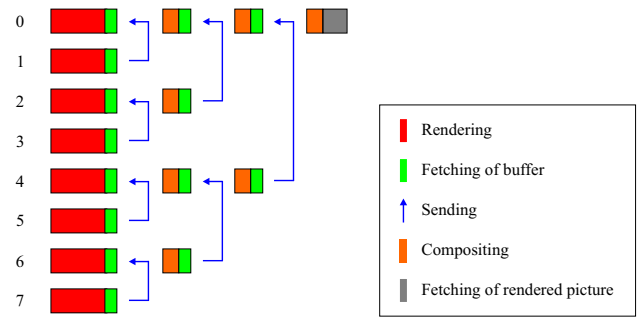 0
1
2
3
4
5
6
7
Rendering
Fetching of buffer
Sending
Compositing
Fetching of rendered picture